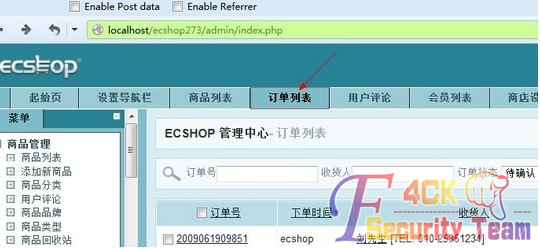 Enable Post data Enable Referrer
localhost/ecshop273/admin/index.php
ecshop
起始页 设置导航栏 商品列表 订单列表 用户评论 会员列表 商店设
菜单
商品管理
商品列表
添加新商品
商品分类
用户评论
商品品牌
商品类型
商品回收站
ECSHOP 管理中心 - 订单列表
订单号 收货人 订单状态 待确认
订单号 下单时间 收货人
2009061909851 ecshop 刘先生 [TEL: 010-25851234]
F4CK
Security Team